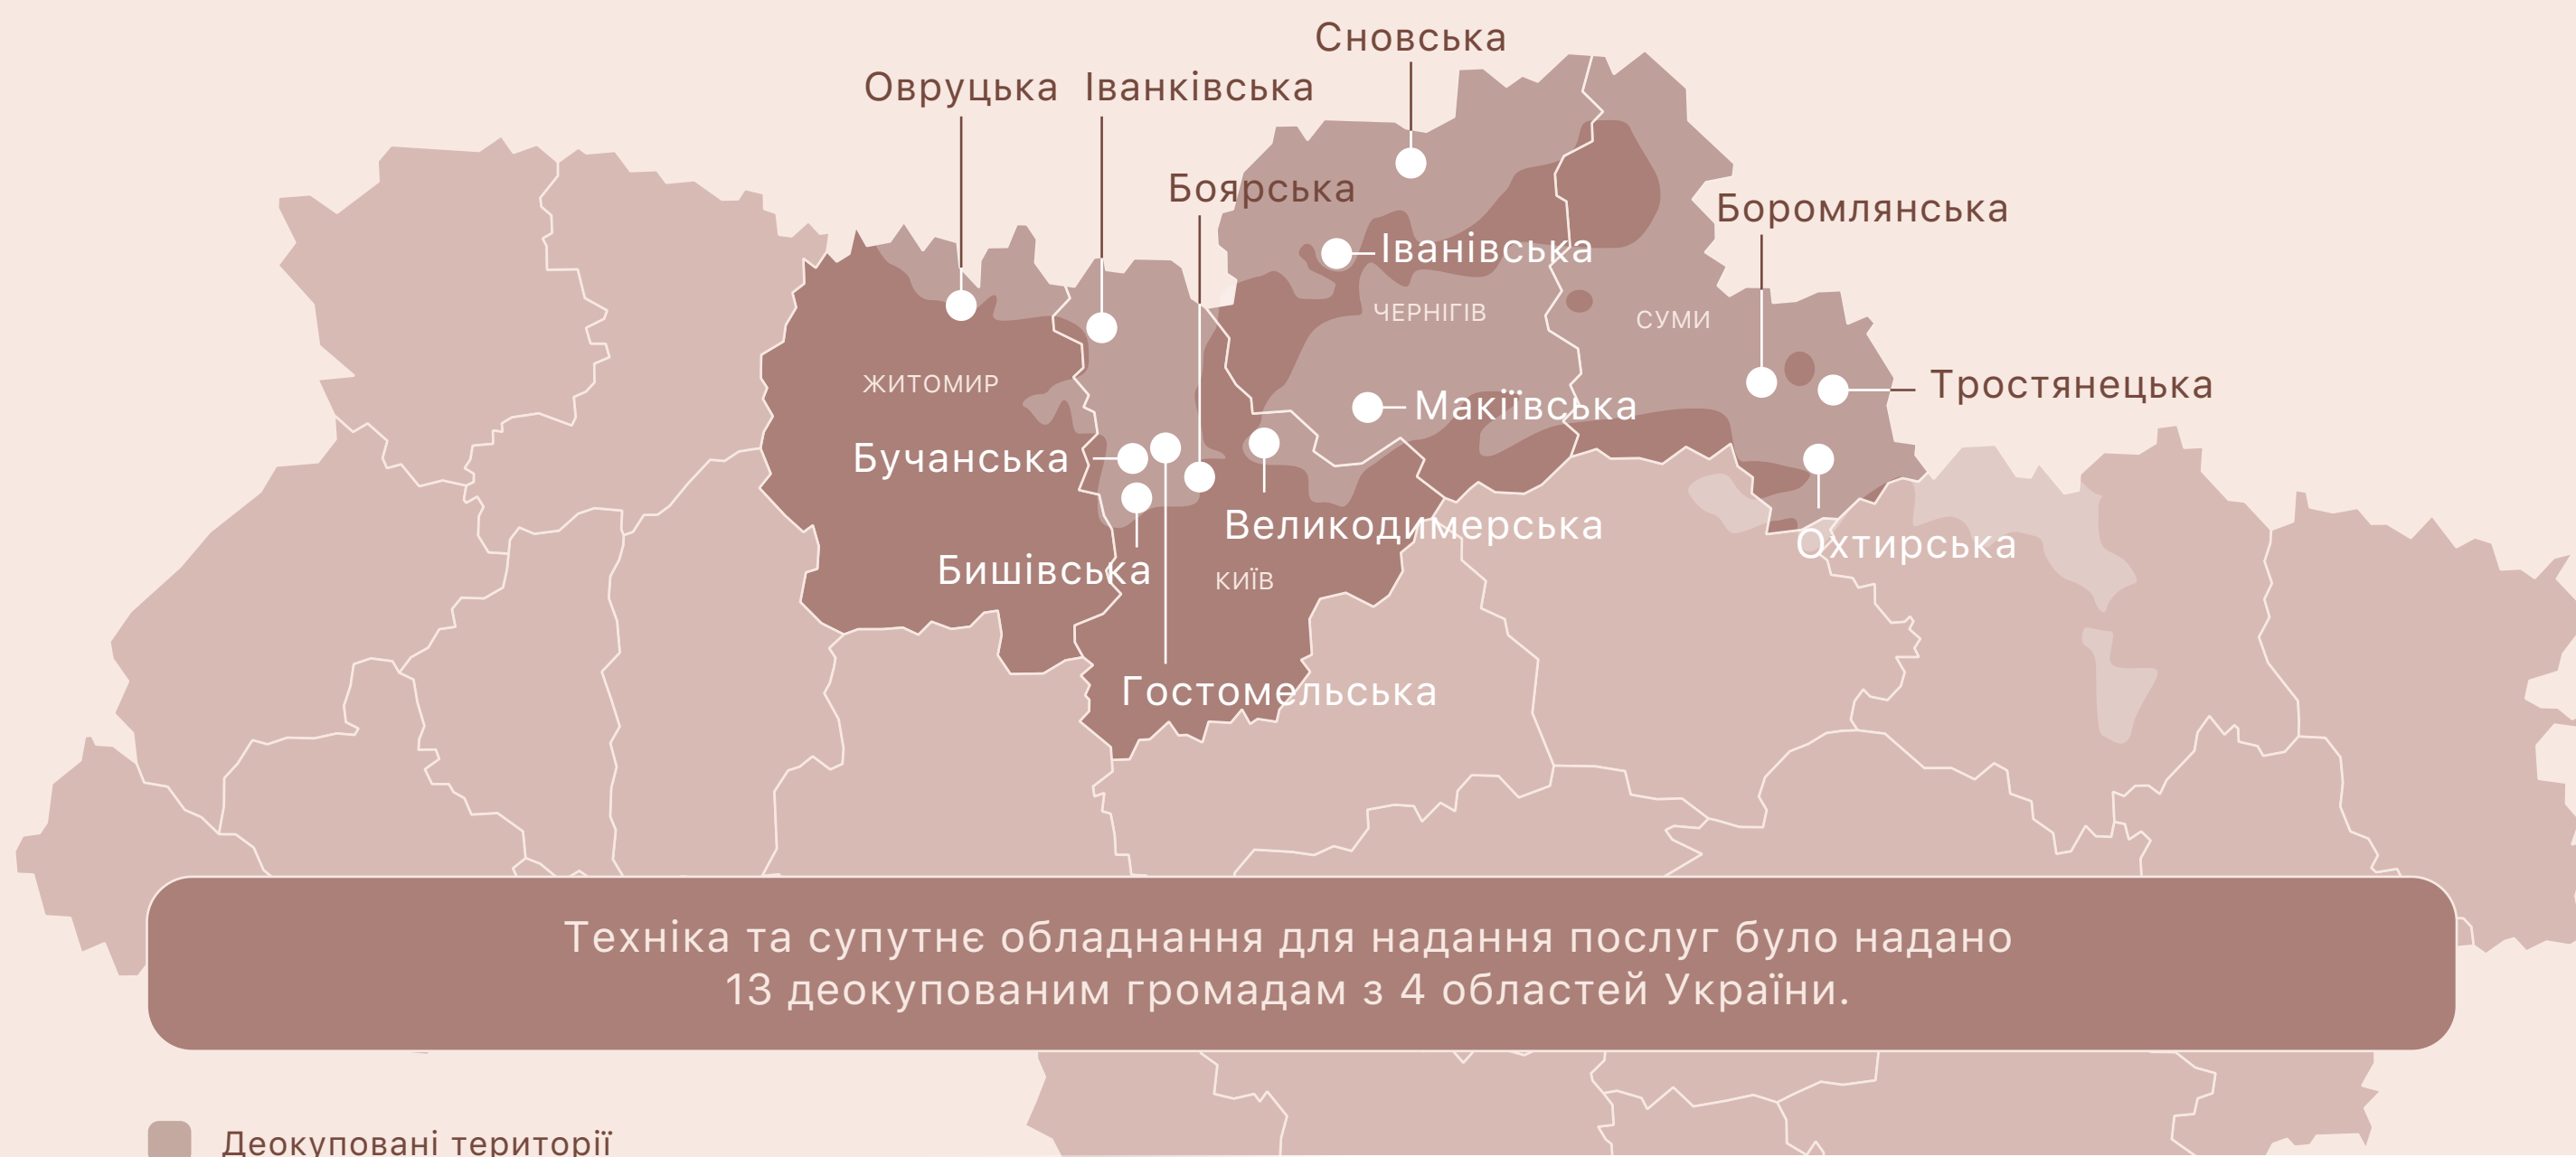 Сновська
Овруцька
Іванківська
Боярська
Боромлянська
Іванівська
ЧЕРНІГІВ
СУМИ
ЖИТОМИР
Тростянецька
Макіївська
Бучанська
Великодимерська
Охтирська
Бишівська
КИЇВ
Гостомельська
Техніка та супутнє обладнання для надання послуг було надано
13 деокупованим громадам з 4 областей України.
Деокуповані території